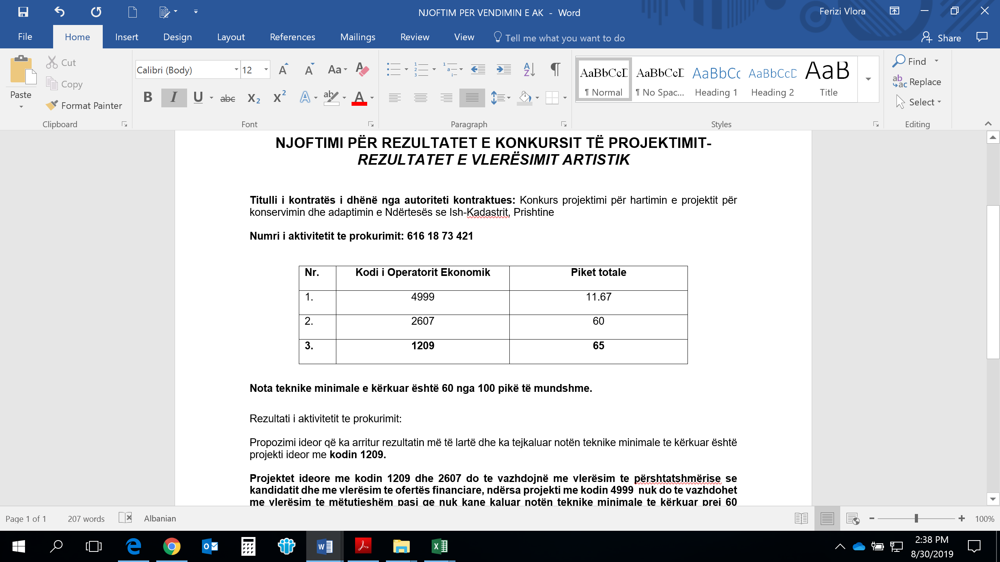 NJOFTIM PER VENDIMIN E AK - Word
Ferizi Vlora
File Home Insert Design Layout References Mailings Review View Tell me what you want to do Share
Paste
Cut
Copy
Format Painter
Clipboard
Calibri (Body) 12
Font
Paragraph
AaBbCcD AaBbCcD AaBbCc AaBbCcD AaB
¶ Normal ¶ No Spac... Heading 1 Heading 2 Title
Styles
Find
Replace
Select
Editing
NJOFTIMI PËR REZULTATET E KONKURSIT TË PROJEKTIMIT-
REZULTATET E VLERËSIMIT ARTISTIK
Titulli i kontratës i dhënë nga autoriteti kontraktues: Konkurs projektimi për hartimin e projektit për
konservimin dhe adaptimin e Ndërtesës se Ish-Kadastrit, Prishtine
Numri i aktivitetit te prokurimit: 616 18 73 421
Nr. Kodi i Operatorit Ekonomik Piket totale
1. 4999 11.67
2. 2607 60
3. 1209 65
Nota teknike minimale e kërkuar është 60 nga 100 pikë të mundshme.
Rezultati i aktivitetit te prokurimit:
Propozimi ideor që ka arritur rezultatin më të lartë dhe ka tejkaluar notën teknike minimale te kërkuar është
projekti ideor me kodin 1209.
Projektet ideore me kodin 1209 dhe 2607 do te vazhdojnë me vlerësim te përshtatshmërise se
kandidatit dhe me vlerësim te ofertës financiare, ndërsa projekti me kodin 4999 nuk do te vazhdohet
me vlerësim te mëtutjeshëm pasi qe nuk kane kaluar notën teknike minimale te kërkuar prej 60
Page 1 of 1 207 words Albanian 100%
2:38 PM
8/30/2019